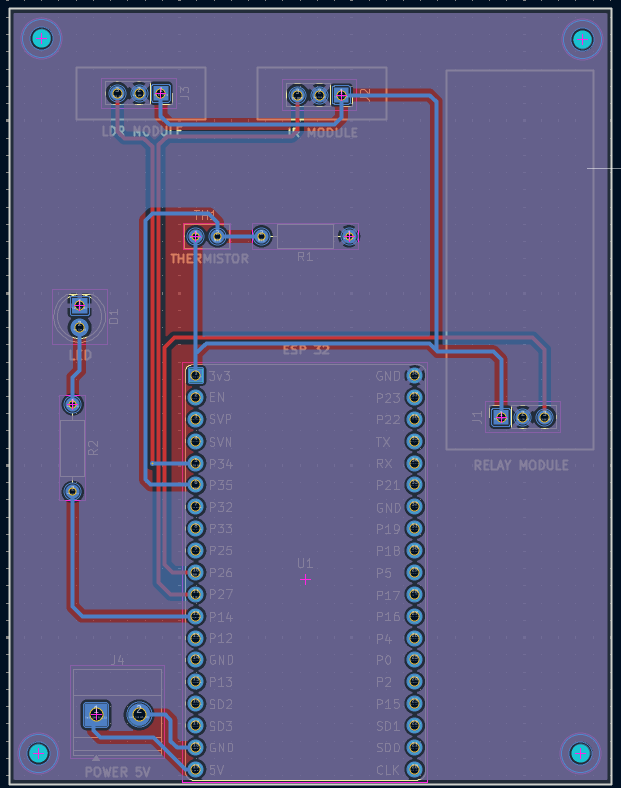 J3
J2
LDR MODULE
IR MODULE
TH1
THERMISTOR
R1
D1
LED
ESP 32
3v3
GND
EN
P23
SVP
P22
SVN
TX
P34
RX
P35
P21
P32
GND
P33
P19
P25
P18
P26
P5
P27
P17
P14
P16
P12
P4
GND
P0
P13
P2
SD2
P15
SD3
SD1
GND
SD0
5V
CLK
U1
J1
RELAY MODULE
R2
J4
POWER 5V